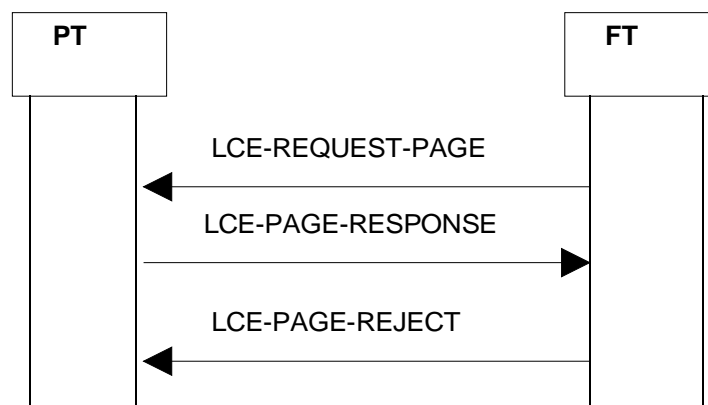 PT
FT
LCE-REQUEST-PAGE
LCE-PAGE-RESPONSE
LCE-PAGE-REJECT